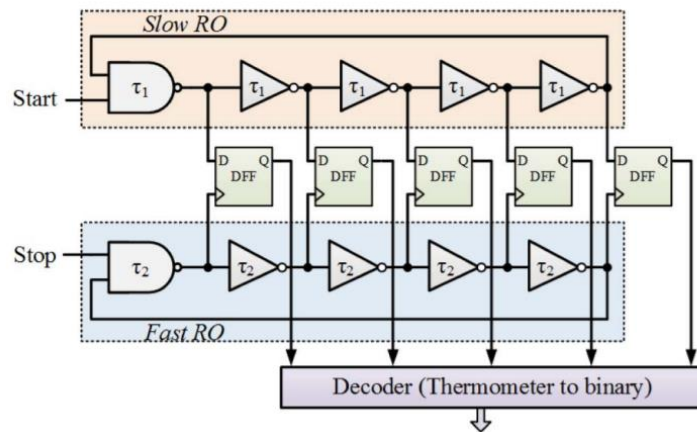 Slow RO
τ1 τ1 τ1 τ1 τ1
Start
D Q D Q D Q D Q D Q
DFF DFF DFF DFF DFF
Stop
τ2 τ2 τ2 τ2 τ2
Fast RO
Decoder (Thermometer to binary)